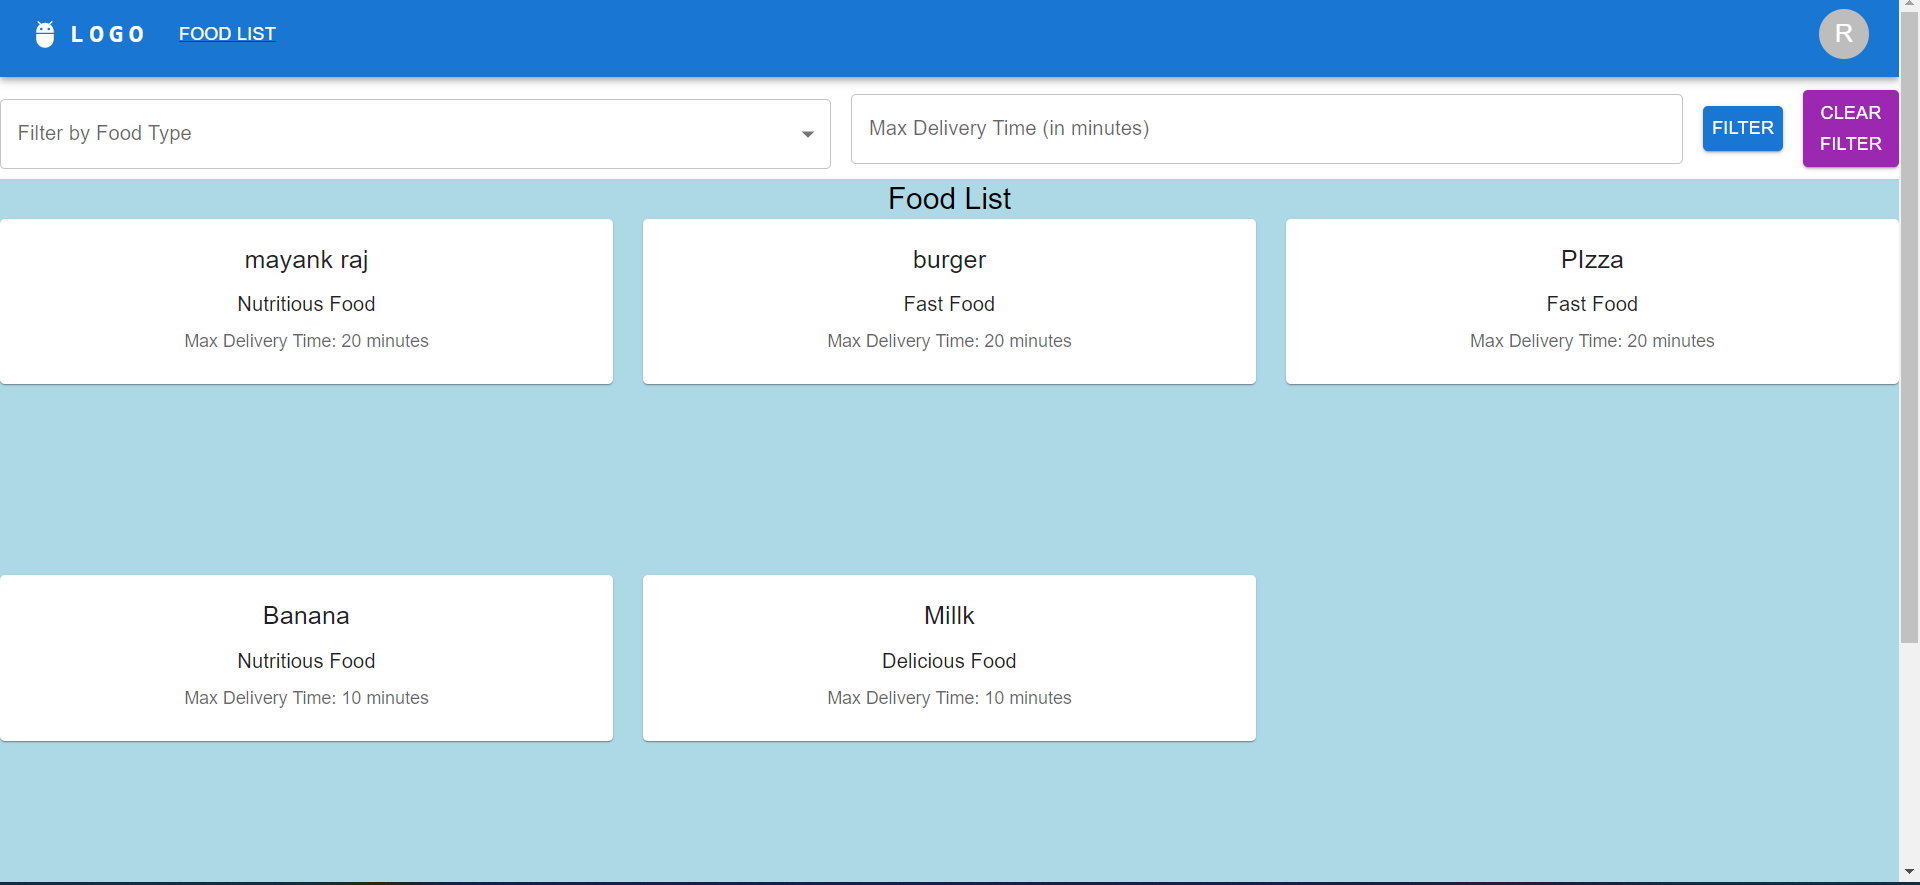 LOGO
FOOD LIST
R
Filter by Food Type
Max Delivery Time (in minutes)
FILTER
CLEAR
FILTER
Food List
mayank raj
Nutritious Food
Max Delivery Time: 20 minutes
burger
Fast Food
Max Delivery Time: 20 minutes
PIzza
Fast Food
Max Delivery Time: 20 minutes
Banana
Nutritious Food
Max Delivery Time: 10 minutes
Millk
Delicious Food
Max Delivery Time: 10 minutes